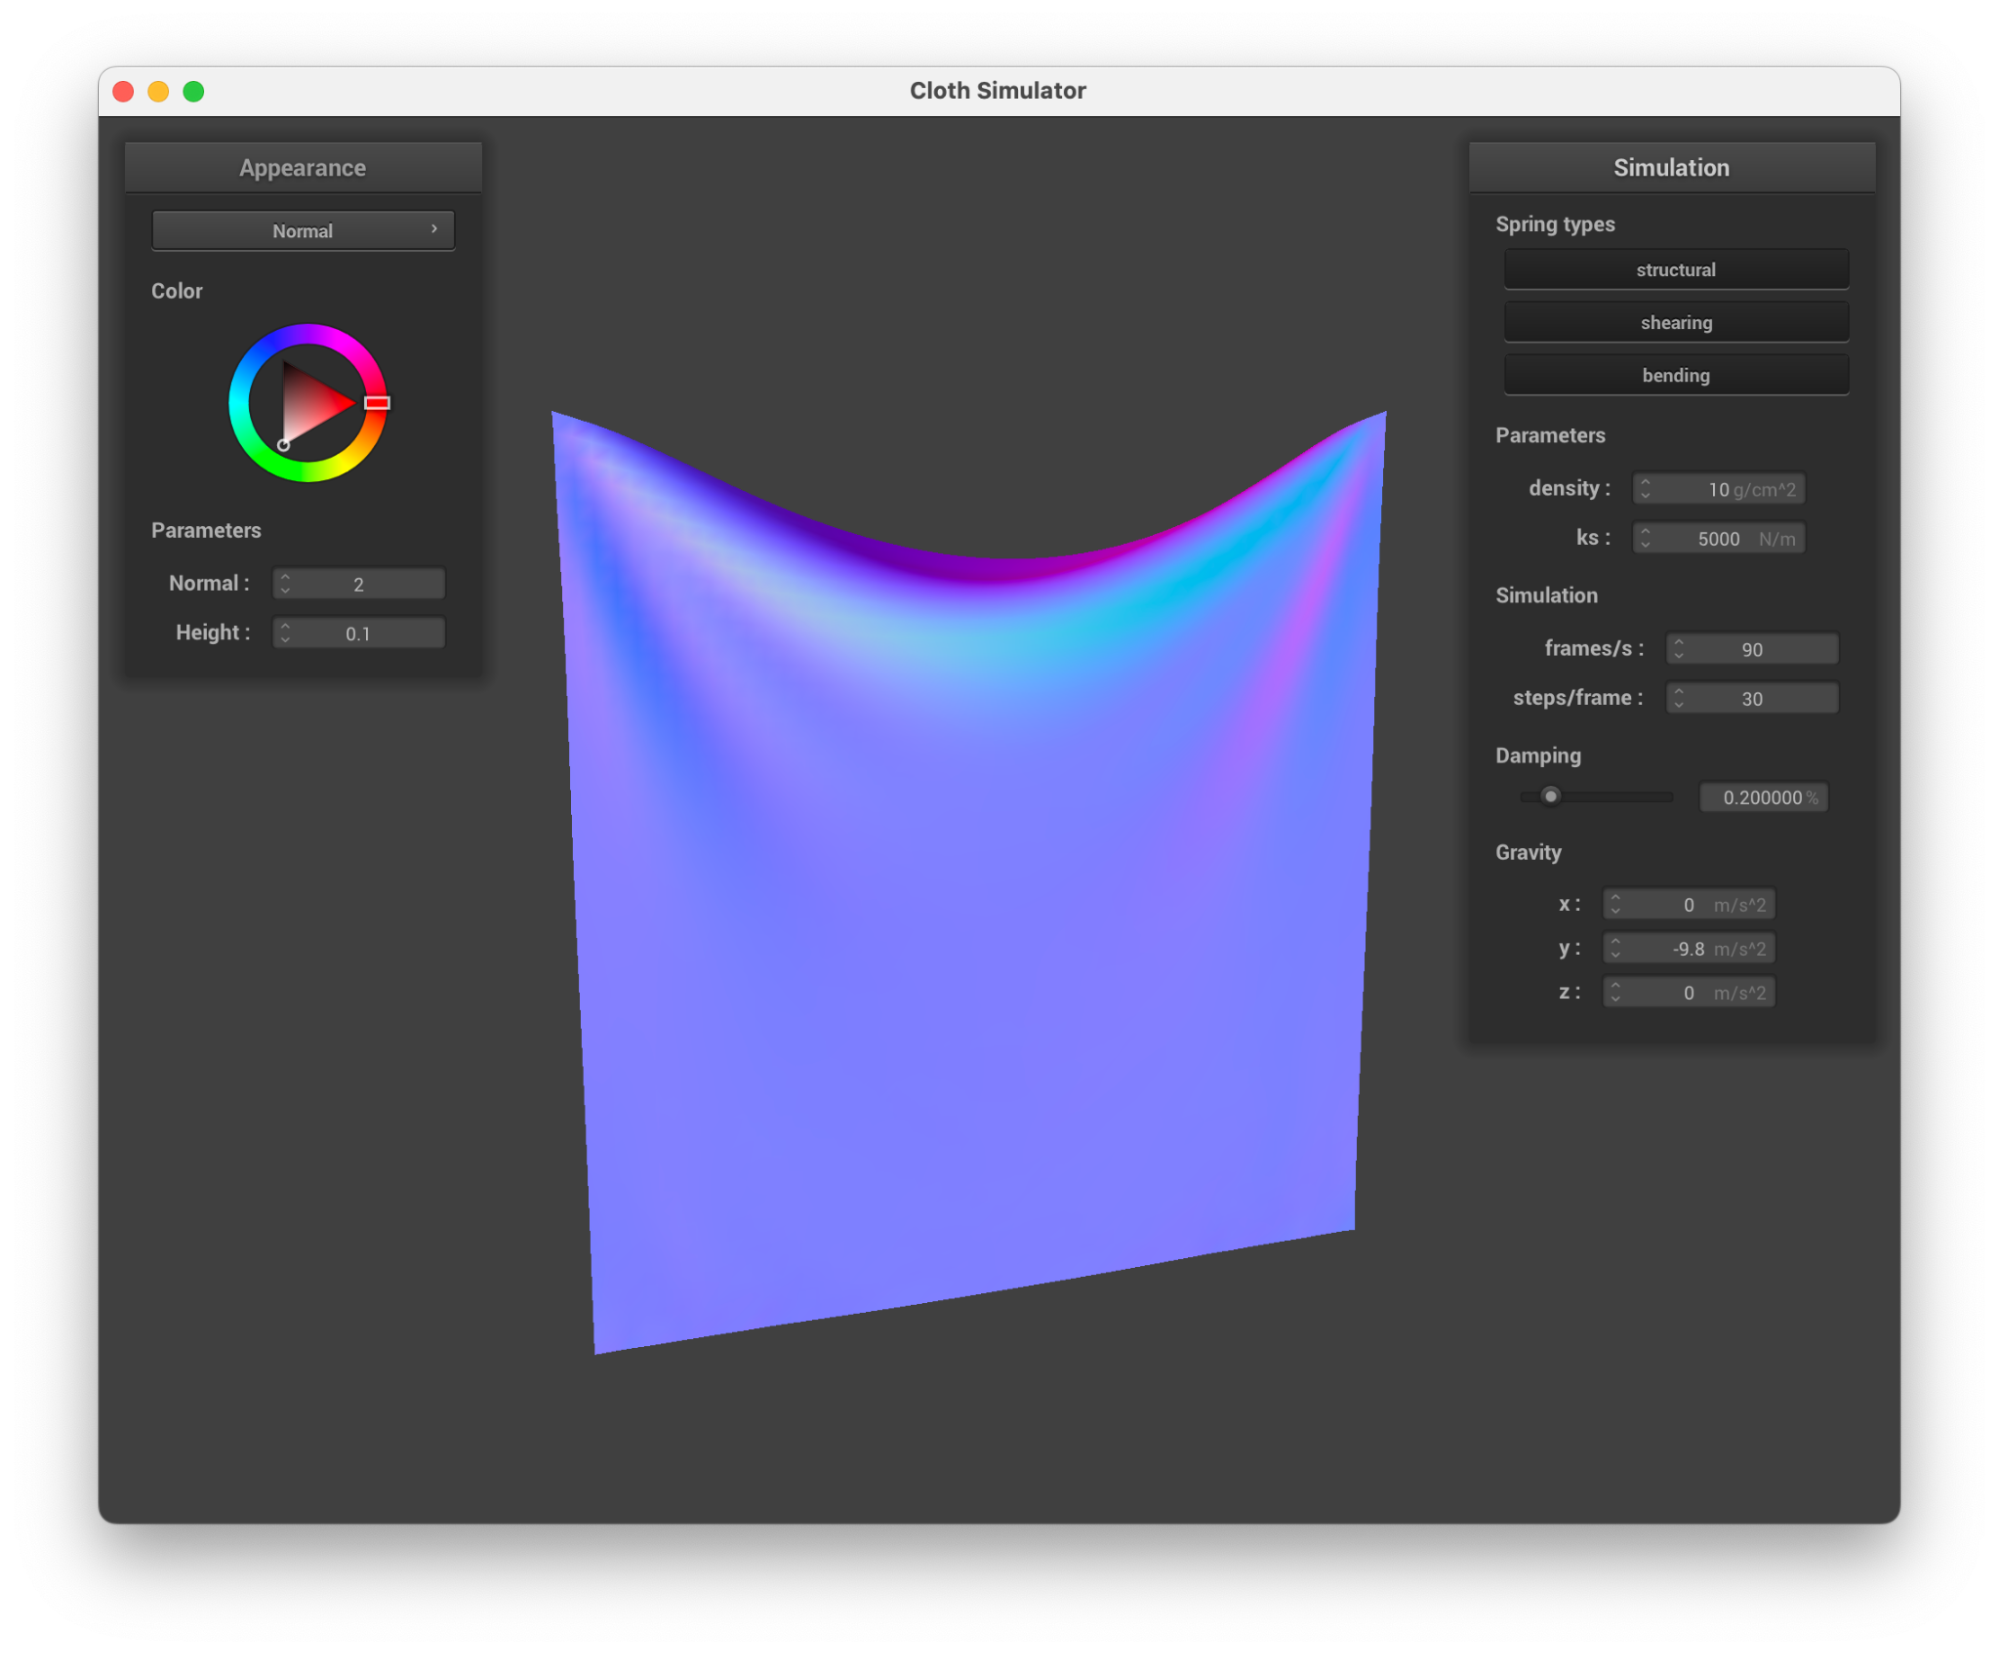 Cloth Simulator
Appearance
Normal
Color
Parameters
Normal : 2
Height : 0.1
Simulation
Spring types
structural
shearing
bending
Parameters
density : 10 g/cm^2
ks : 5000 N/m
Simulation
frames/s : 90
steps/frame : 30
Damping
0.200000 %
Gravity
x : 0 m/s^2
y : -9.8 m/s^2
z : 0 m/s^2